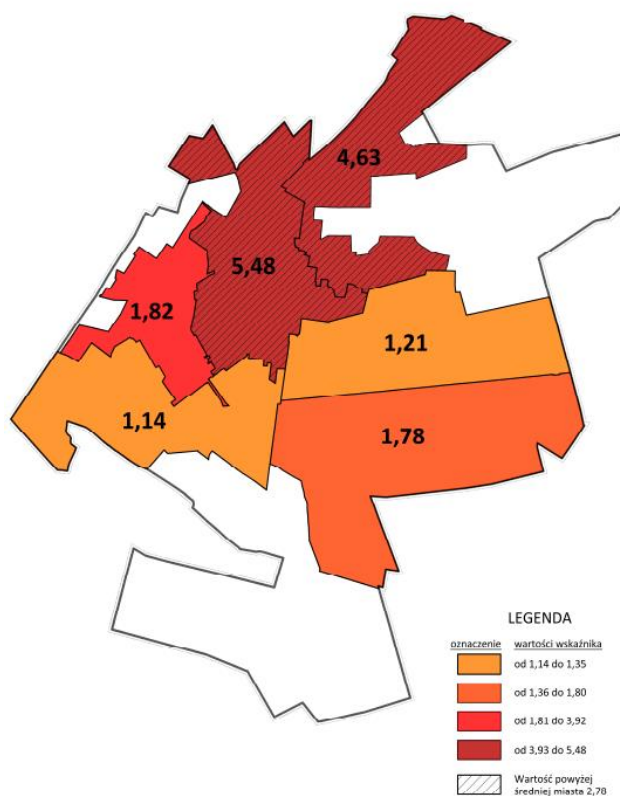 4,63
5,48
1,82
1,21
1,14
1,78
LEGENDA
oznaczenie wartości wskaźnika
od 1,14 do 1,35
od 1,36 do 1,80
od 1,81 do 3,92
od 3,93 do 5,48
Wartość powyżej
średniej miasta 2,78